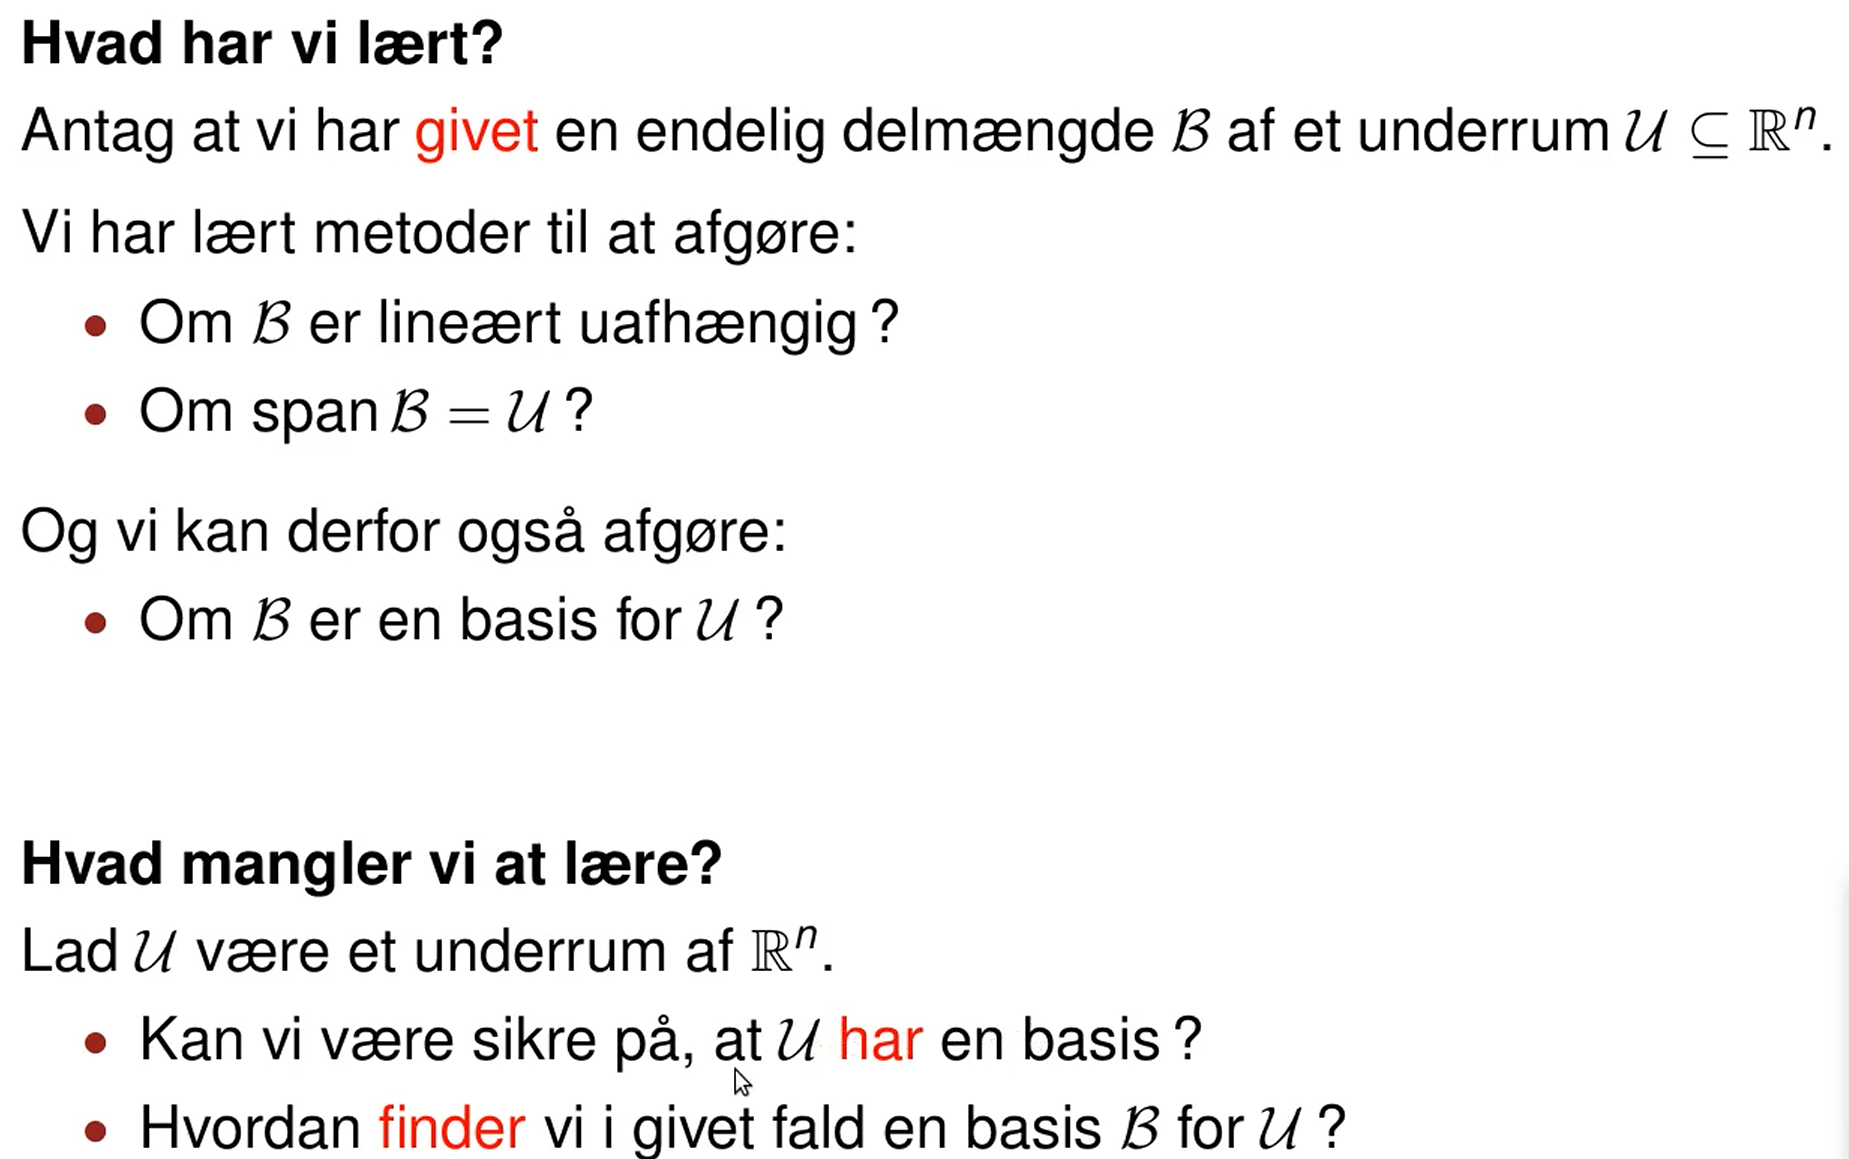 Hvad har vi lært?
Antag at vi har givet en endelig delmængde ℬ af et underrum 𝒰 ⊆ ℝⁿ.
Vi har lært metoder til at afgøre:
• Om ℬ er lineært uafhængig ?
• Om span ℬ = 𝒰 ?
Og vi kan derfor også afgøre:
• Om ℬ er en basis for 𝒰 ?
Hvad mangler vi at lære?
Lad 𝒰 være et underrum af ℝⁿ.
• Kan vi være sikre på, at 𝒰 har en basis ?
• Hvordan finder vi i givet fald en basis ℬ for 𝒰 ?